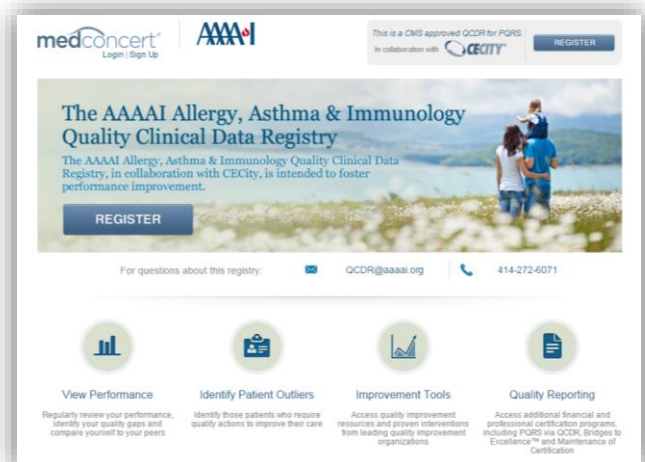 medconcert®
Login | Sign Up
AAAAI
This is a CMS approved QCDR for PQRS.
In collaboration with CECITY
REGISTER
The AAAAI Allergy, Asthma & Immunology
Quality Clinical Data Registry
The AAAAI Allergy, Asthma & Immunology Quality Clinical Data
Registry, in collaboration with CECity, is intended to foster
performance improvement.
REGISTER
For questions about this registry: QCDR@aaaai.org 414-272-6071
View Performance
Regularly review your performance,
identify your quality gaps and
compare yourself to your peers
Identify Patient Outliers
Identify those patients who require
quality actions to improve their care
Improvement Tools
Access quality improvement
resources and proven interventions
from leading quality improvement
organizations
Quality Reporting
Access additional financial and
professional certification programs,
including PQRS via QCDR, Bridges to
Excellence™ and Maintenance of
Certification